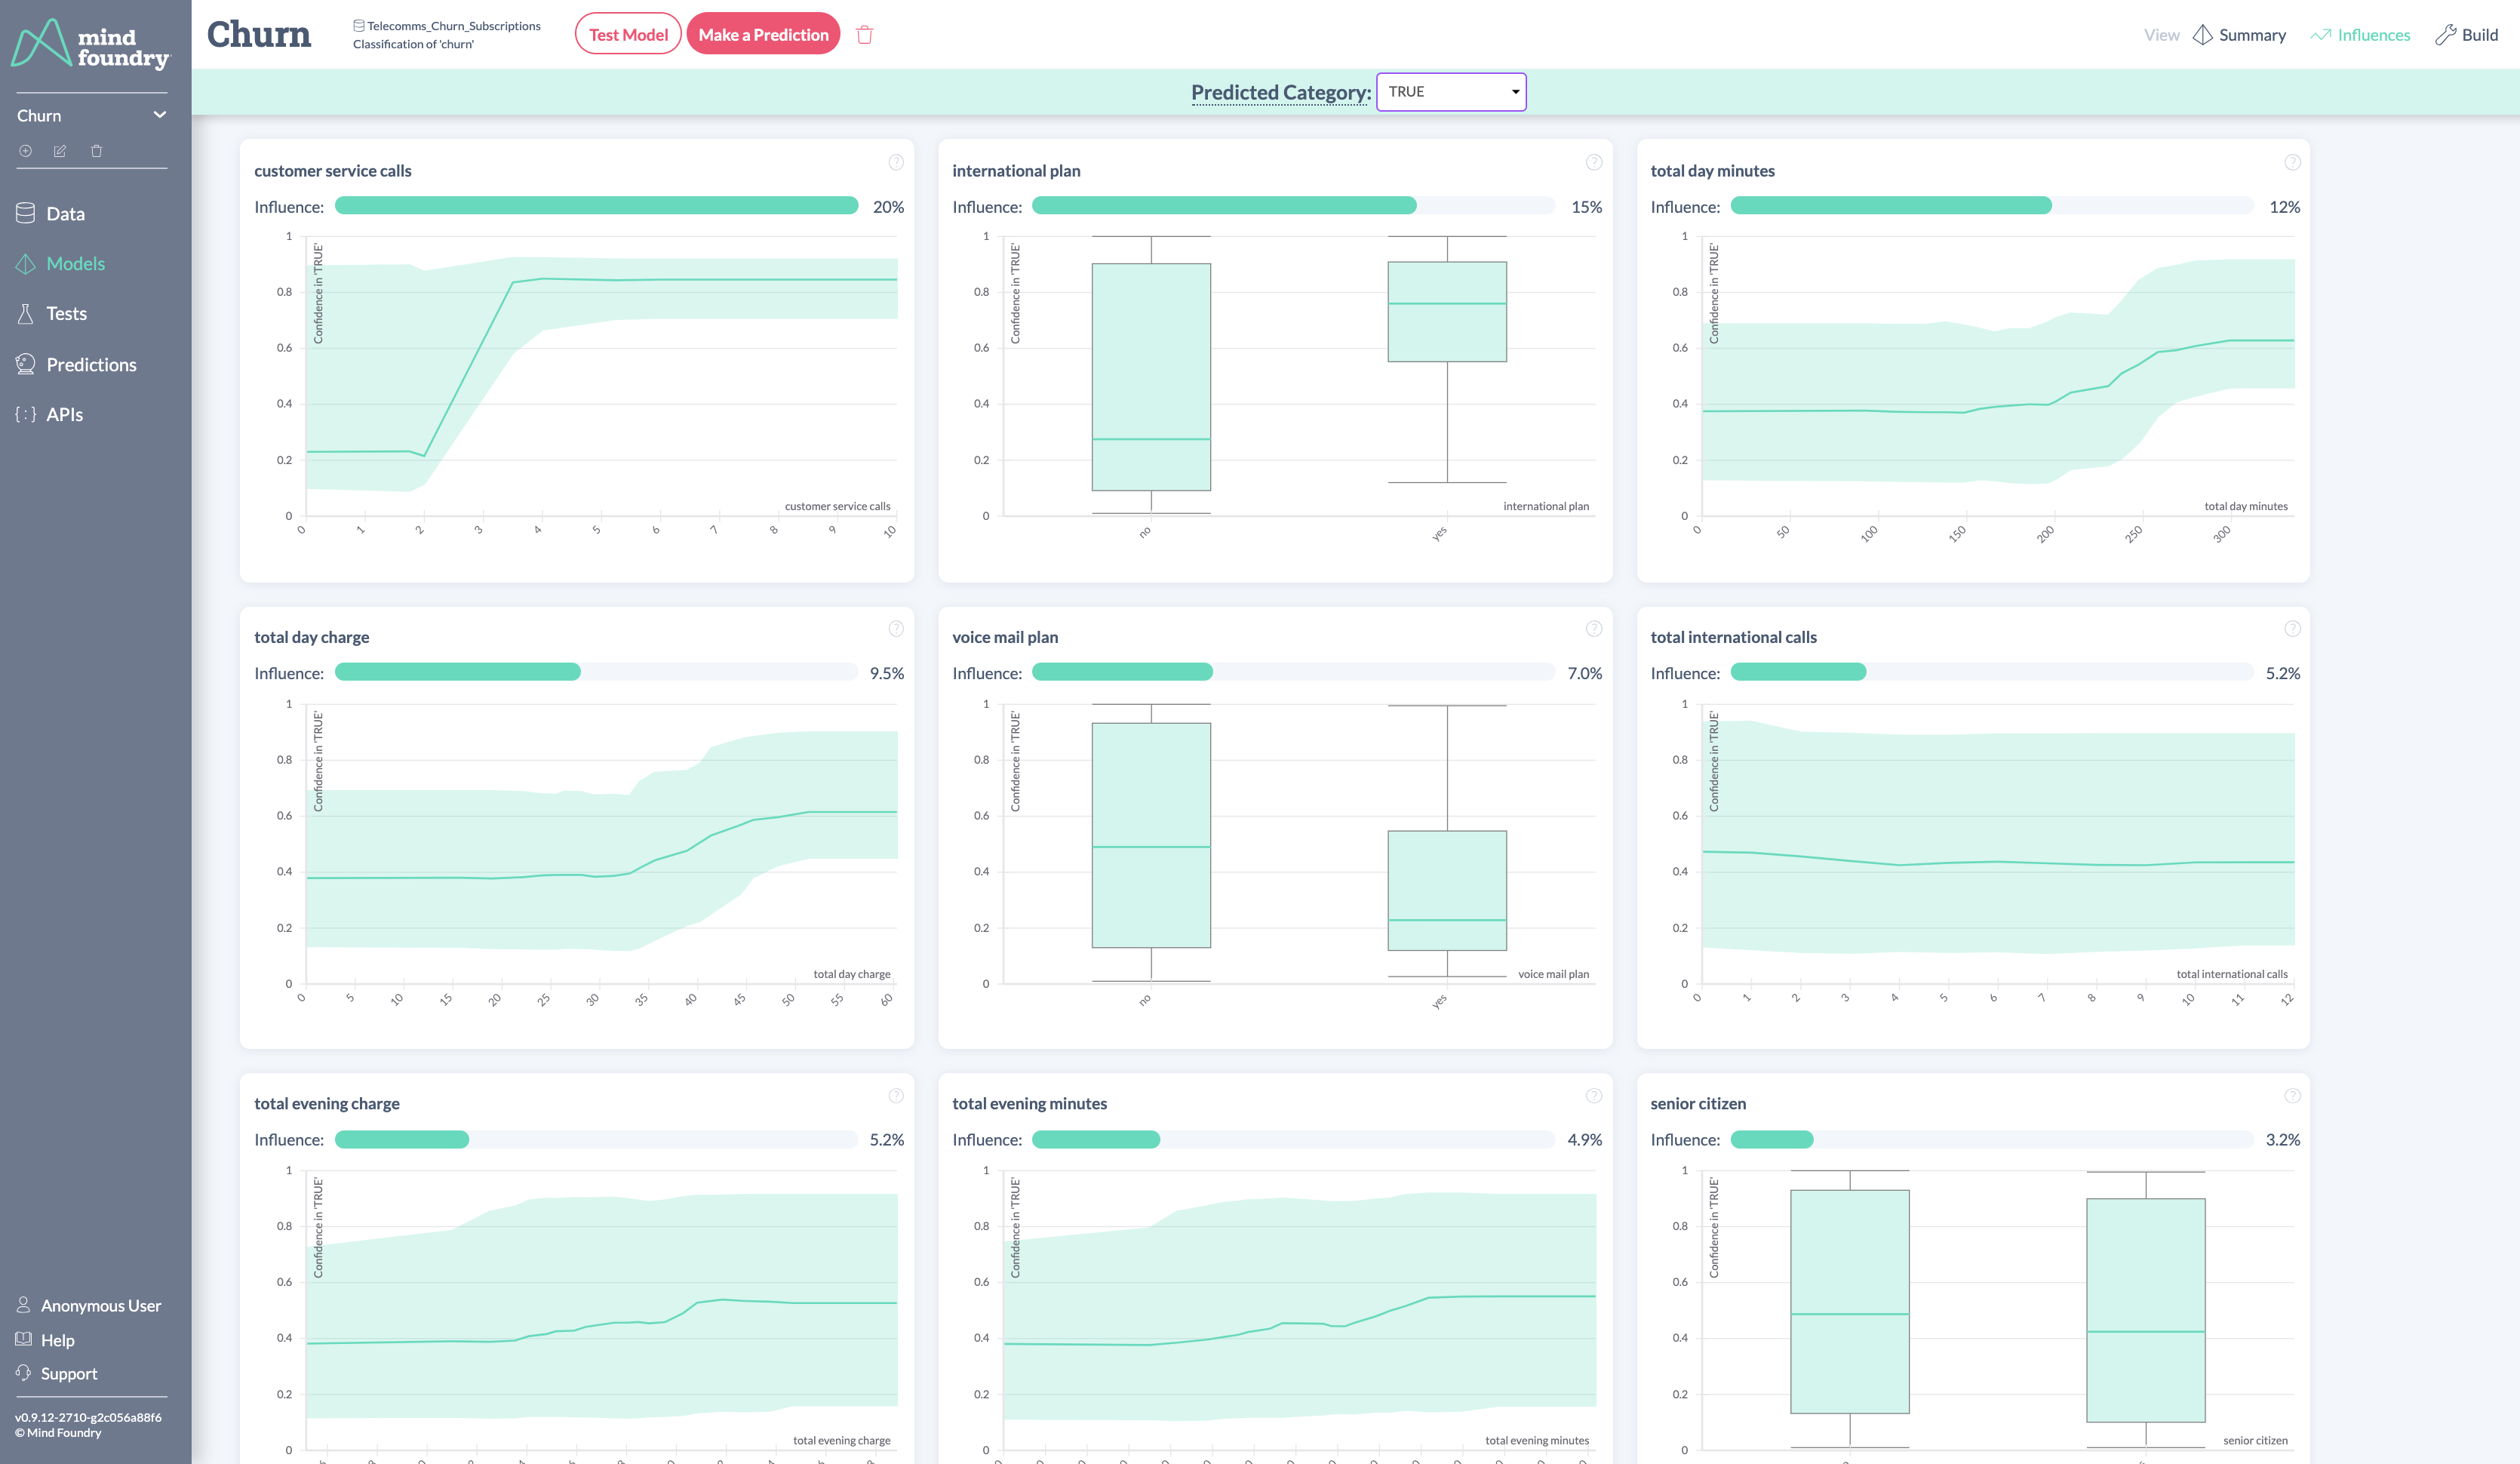 mind
foundry
Churn
Data
Models
Tests
Predictions
{:} APIs
Anonymous User
Help
Support
v0.9.12-2710-g2c056a88f6
© Mind Foundry
Churn
Telecomms_Churn_Subscriptions
Classification of 'churn'
Test Model
Make a Prediction
View
Summary
Influences
Build
Predicted Category:
TRUE
customer service calls
?
Influence:
20%
Confidence in 'TRUE'
1
0.8
0.6
0.4
0.2
0
customer service calls
0 1 2 3 4 5 6 7 8 9 10
international plan
?
Influence:
15%
Confidence in 'TRUE'
1
0.8
0.6
0.4
0.2
0
international plan
no yes
total day minutes
?
Influence:
12%
Confidence in 'TRUE'
1
0.8
0.6
0.4
0.2
0
total day minutes
0 50 100 150 200 250 300
total day charge
?
Influence:
9.5%
Confidence in 'TRUE'
1
0.8
0.6
0.4
0.2
0
total day charge
0 5 10 15 20 25 30 35 40 45 50 55 60
voice mail plan
?
Influence:
7.0%
Confidence in 'TRUE'
1
0.8
0.6
0.4
0.2
0
voice mail plan
no yes
total international calls
?
Influence:
5.2%
Confidence in 'TRUE'
1
0.8
0.6
0.4
0.2
0
total international calls
0 1 2 3 4 5 6 7 8 9 10 11 12
total evening charge
?
Influence:
5.2%
Confidence in 'TRUE'
1
0.8
0.6
0.4
0.2
0
total evening charge
total evening minutes
?
Influence:
4.9%
Confidence in 'TRUE'
1
0.8
0.6
0.4
0.2
0
total evening minutes
senior citizen
?
Influence:
3.2%
Confidence in 'TRUE'
1
0.8
0.6
0.4
0.2
0
senior citizen